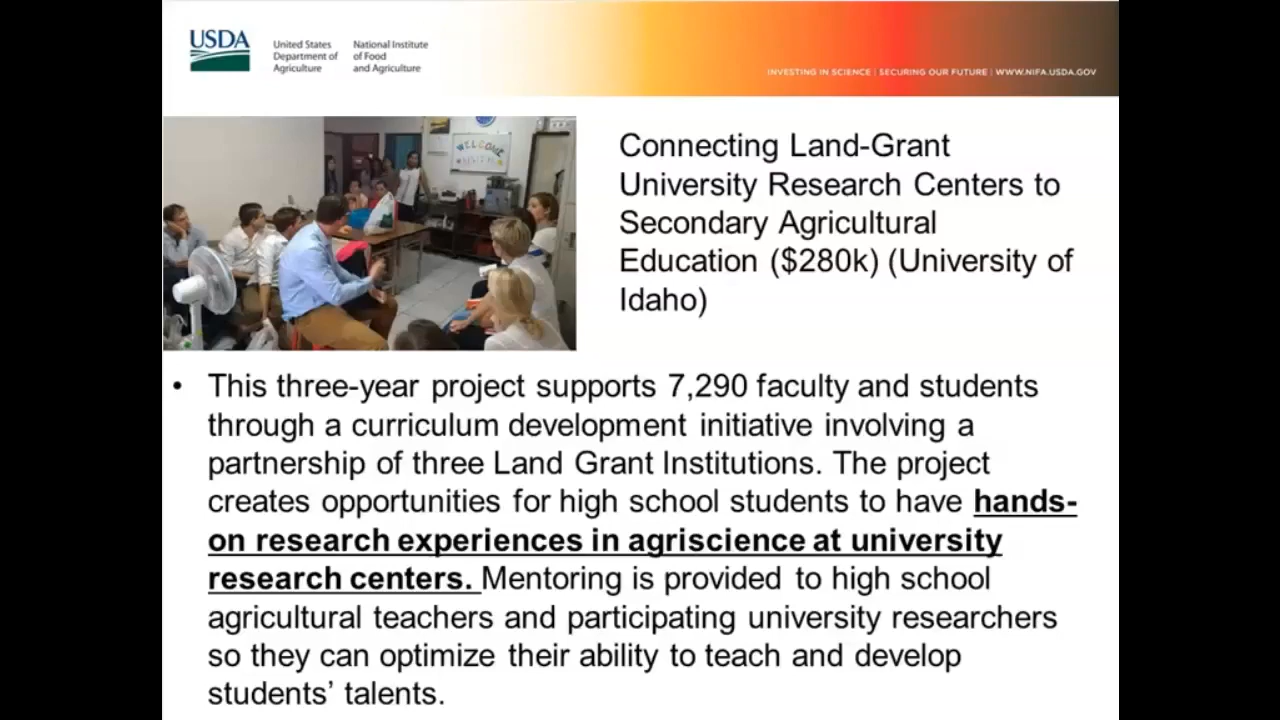 USDA
United States
Department of
Agriculture
National Institute
of Food
and Agriculture
INVESTING IN SCIENCE | SECURING OUR FUTURE | WWW.NIFA.USDA.GOV
WELCOME
Connecting Land-Grant
University Research Centers to
Secondary Agricultural
Education ($280k) (University of
Idaho)
• This three-year project supports 7,290 faculty and students
through a curriculum development initiative involving a
partnership of three Land Grant Institutions. The project
creates opportunities for high school students to have hands-
on research experiences in agriscience at university
research centers. Mentoring is provided to high school
agricultural teachers and participating university researchers
so they can optimize their ability to teach and develop
students’ talents.